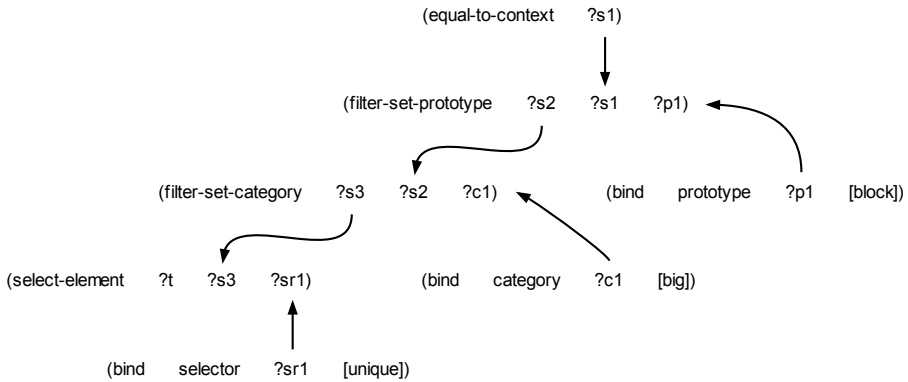 (equal-to-context ?s1)
(filter-set-prototype ?s2 ?s1 ?p1)
(filter-set-category ?s3 ?s2 ?c1) (bind prototype ?p1 [block])
(select-element ?t ?s3 ?sr1) (bind category ?c1 [big])
(bind selector ?sr1 [unique])